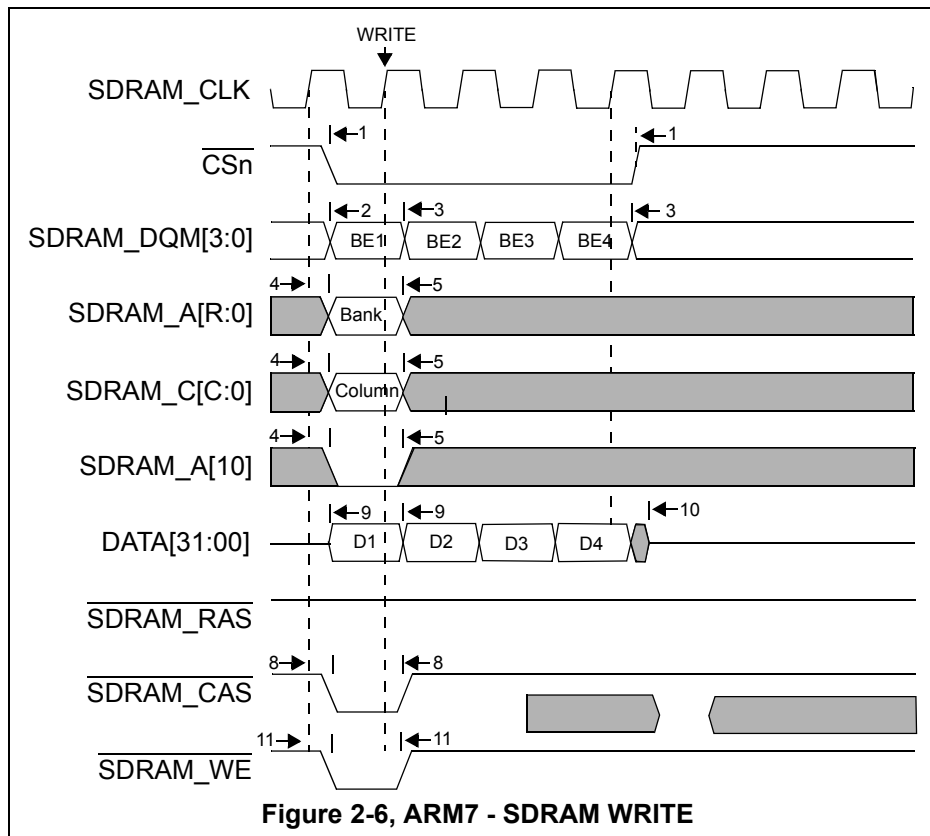 WRITE
SDRAM_CLK
1 1
CSn
2 3 3
SDRAM_DQM[3:0] BE1 BE2 BE3 BE4
4 5
SDRAM_A[R:0] Bank
4 5
SDRAM_C[C:0] Column
4 5
SDRAM_A[10]
9 9 10
DATA[31:00] D1 D2 D3 D4
SDRAM_RAS
8 8
SDRAM_CAS
11 11
SDRAM_WE
Figure 2-6, ARM7 - SDRAM WRITE